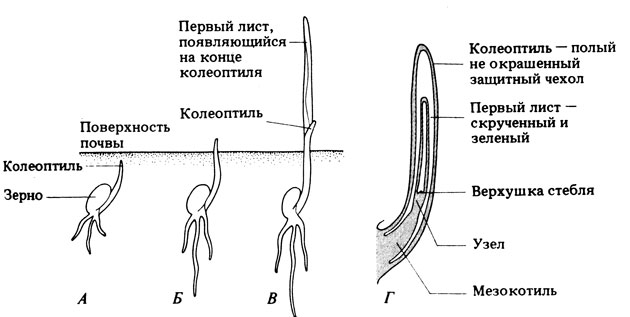 Первый лист,
появляющийся
на конце
колеоптиля
Колеоптиль
Поверхность
почвы
Колеоптиль
Зерно
А
Б
В
Колеоптиль — полый
не окрашенный
защитный чехол
Первый лист —
скрученный и
зеленый
Верхушка стебля
Узел
Мезокотиль
Г